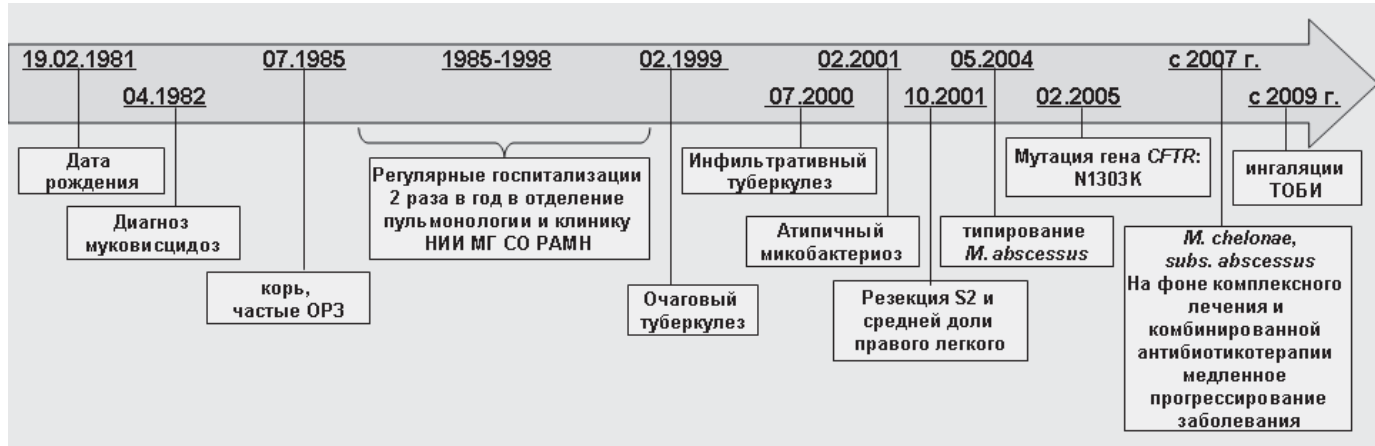 19.02.1981
07.1985
1985-1998
02.1999
02.2001
05.2004
с 2007 г.
04.1982
07.2000
10.2001
02.2005
с 2009 г.
Дата
рождения
Диагноз
муковисцидоз
корь,
частые ОРЗ
Регулярные госпитализации
2 раза в год в отделение
пульмонологии и клинику
НИИ МГ СО РАМН
Очаговый
туберкулез
Инфильтративный
туберкулез
Атипичный
микобактериоз
Резекция S2 и
средней доли
правого легкого
типирование
M. abscessus
Мутация гена CFTR:
N1303K
M. chelonae,
subs. abscessus
На фоне комплексного
лечения и
комбинированной
антибиотикотерапии
медленное
прогрессирование
заболевания
ингаляции
ТОБИ